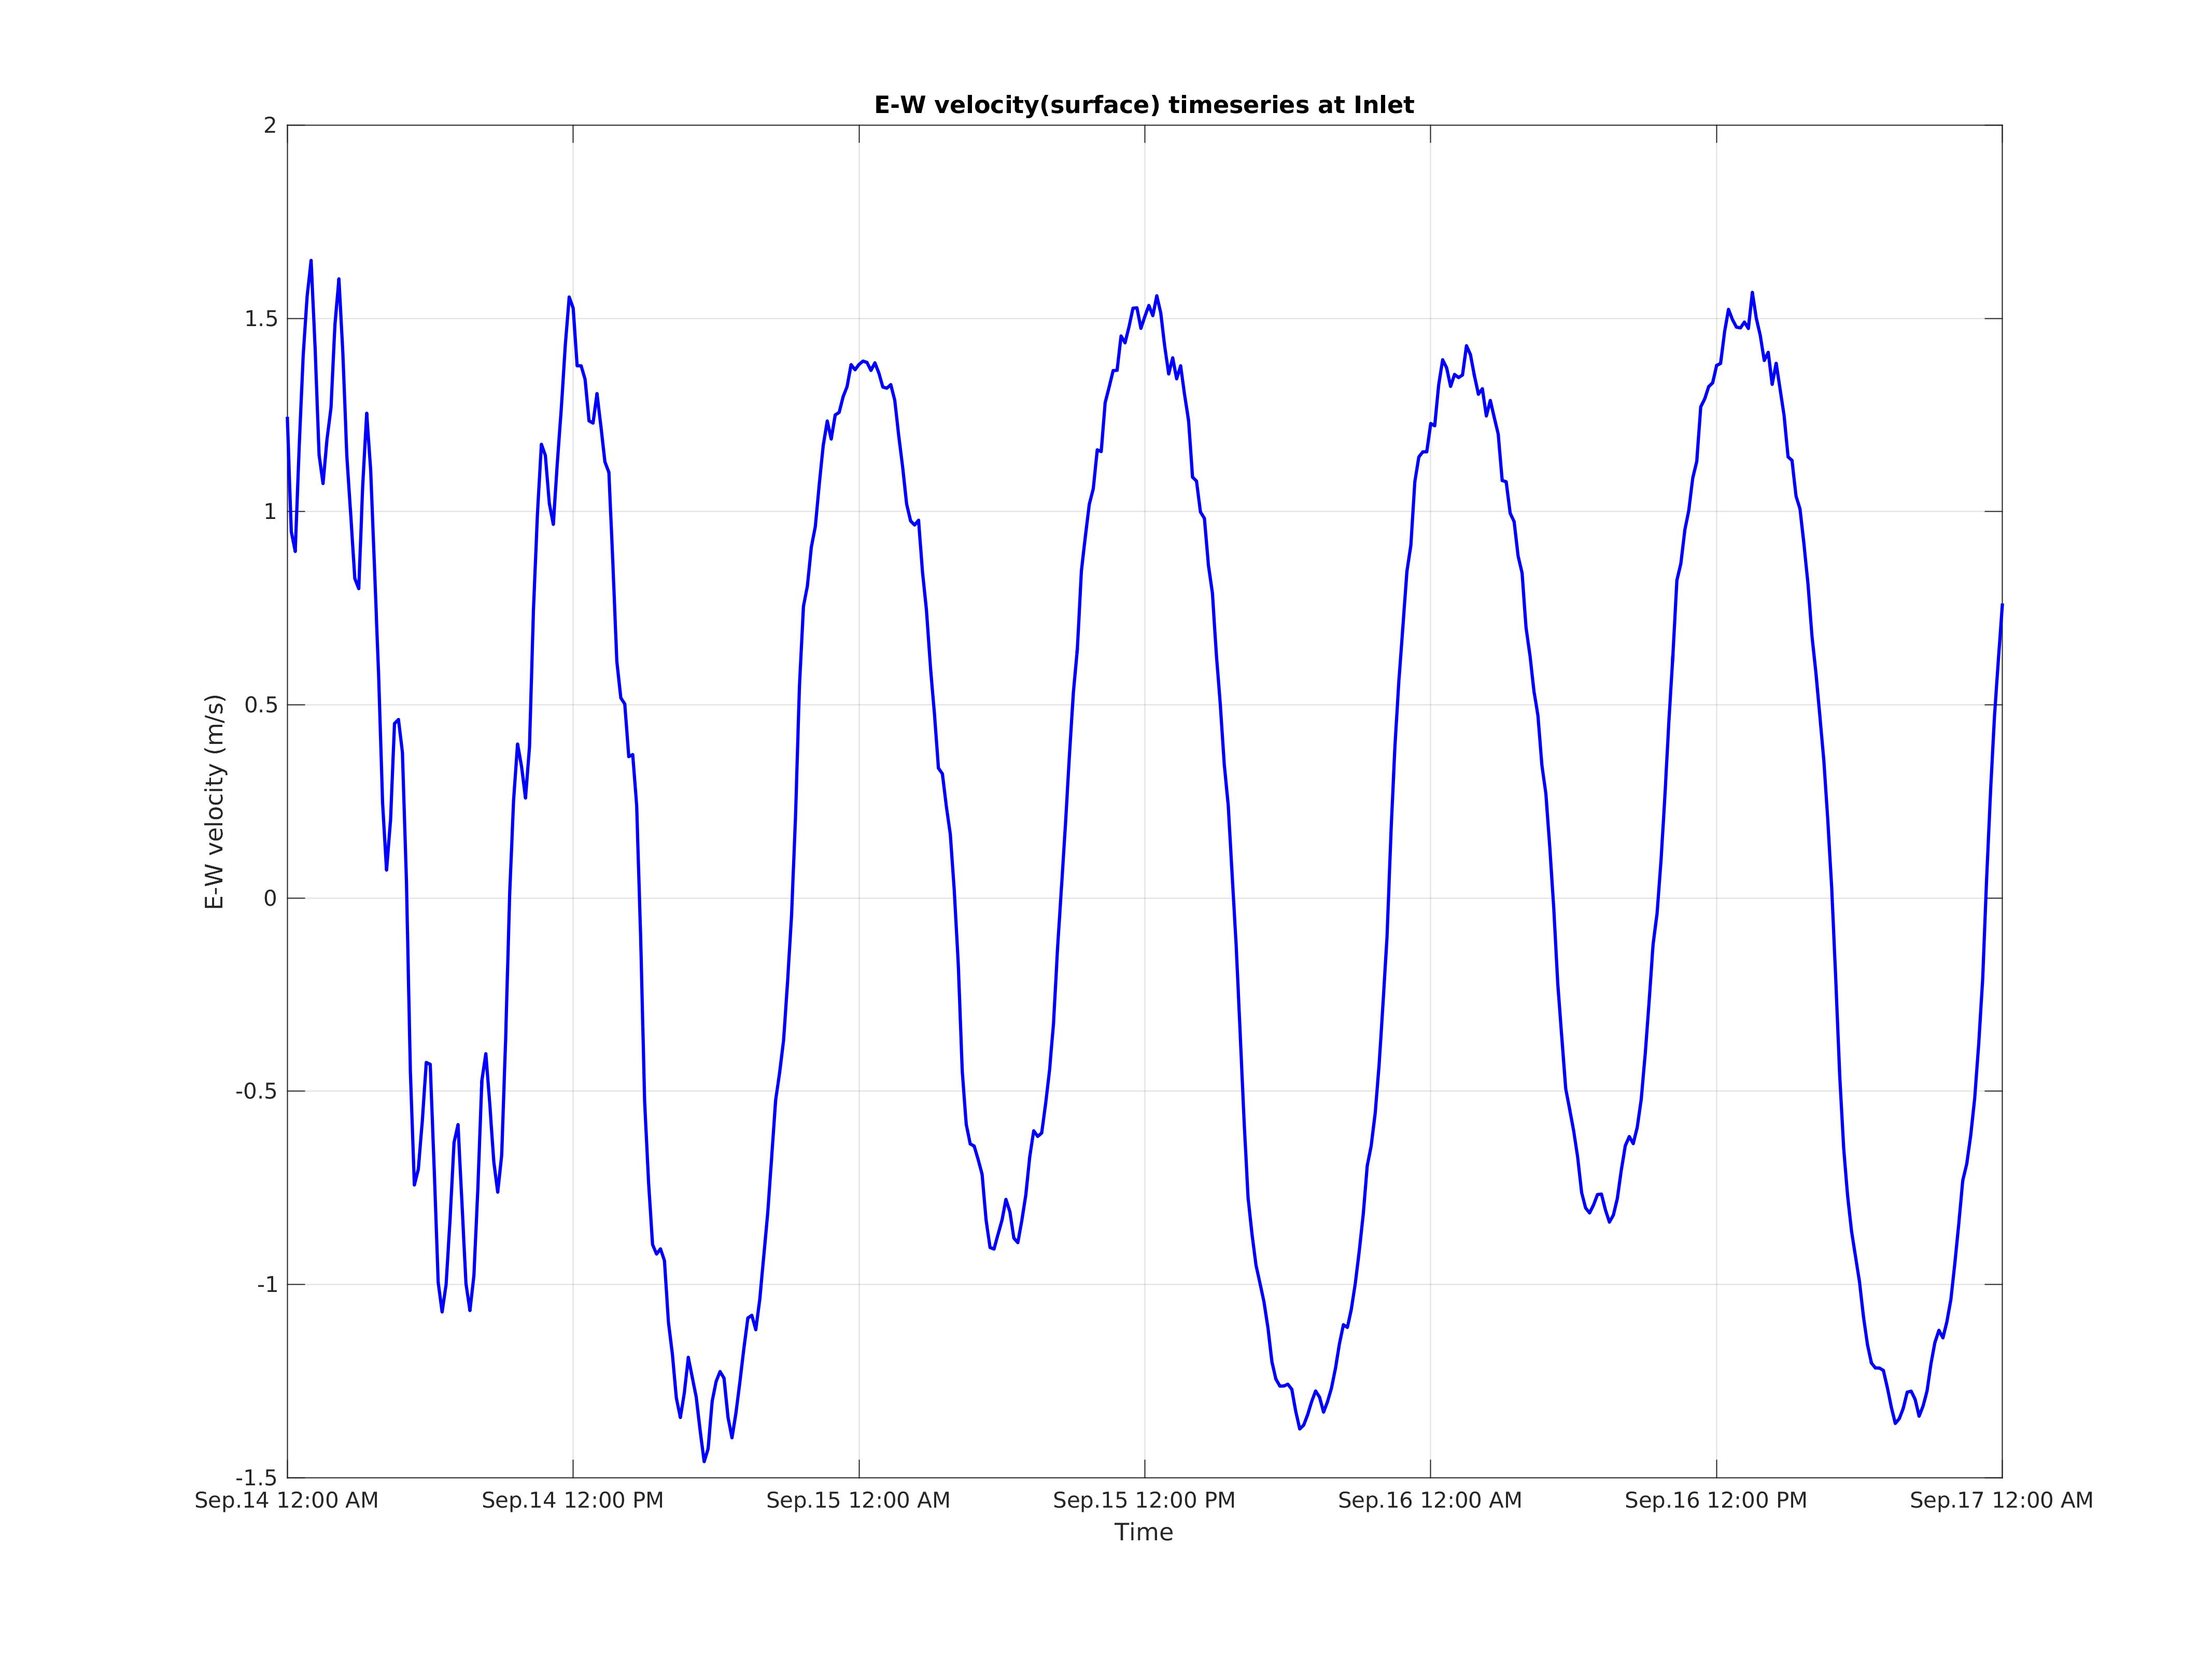 E-W velocity(surface) timeseries at Inlet
2
1.5
1
0.5
0
-0.5
-1
-1.5
E-W velocity (m/s)
Sep.14 12:00 AM Sep.14 12:00 PM Sep.15 12:00 AM Sep.15 12:00 PM Sep.16 12:00 AM Sep.16 12:00 PM Sep.17 12:00 AM
Time